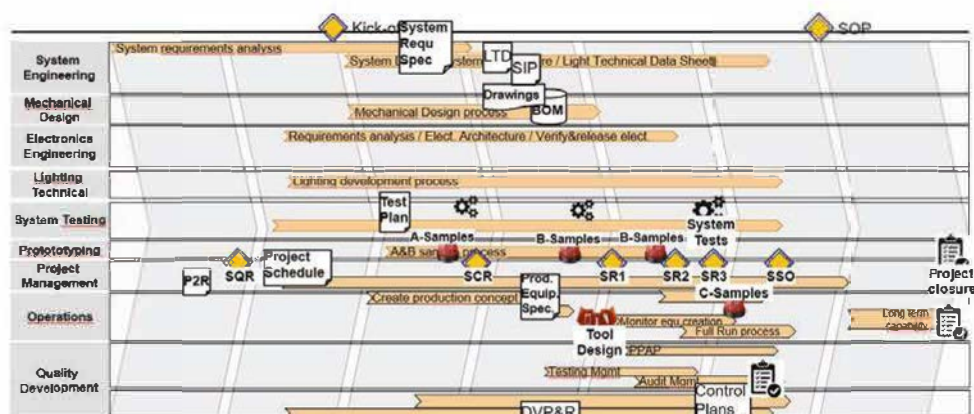 Kick-of
SOP
System
Engineering
System requirements analysis
System
Requ
Spec
System
ystem
LTD
SIP
re / Light Technical Data Sheet
Mechanical
Design
Mechanical Design process
Drawings
BOM
Electronics
Engineering
Requirements analysis / Elect. Architecture / Verify&release elect
Lighting
Technical
Lighting development process
System Testing
Test
Plan
System
Tests
Prototyping
A-Samples
A&B sam
process
B-Samples
B-Samples
Project
Management
P2R
SQR
Project
Schedule
SCR
SR1
SR2
SR3
SSO
Project
closure
Operations
Create production concept
Prod.
Equip.
Spec.
C-Samples
Tool
Design
Monitor equ.creation
Full Run process
Long term
capability
Quality
Development
PPAP
Testing Mgmt
Audit Mgmt
Control
Plans
DVP&R